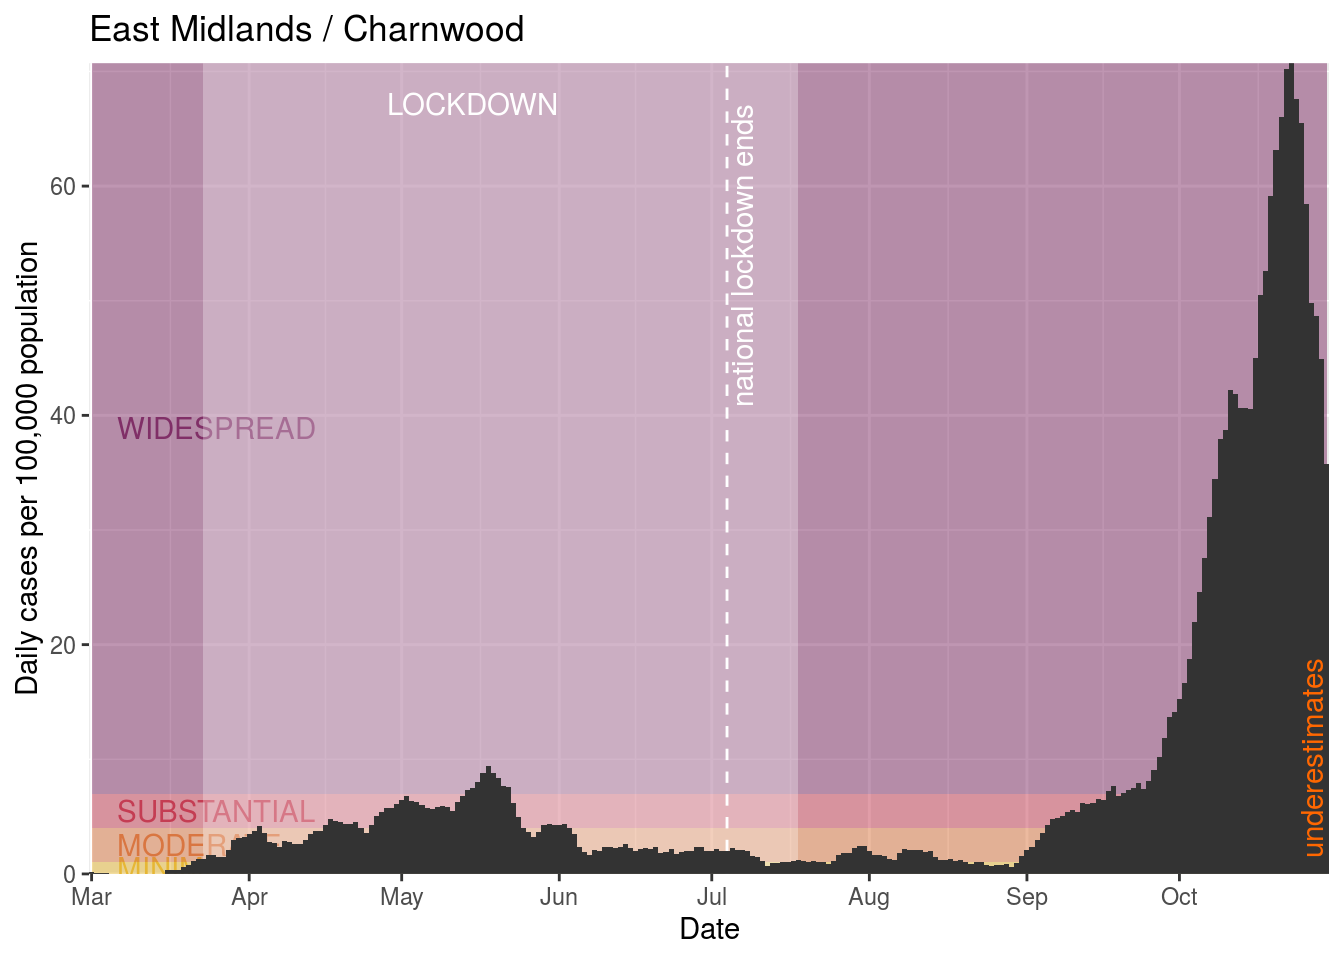 East Midlands / Charnwood
LOCKDOWN
national lockdown ends
WIDESPREAD
SUBSTANTIAL
MODERATE
underestimates
Daily cases per 100,000 population
60
40
20
0
Mar Apr May Jun Jul Aug Sep Oct
Date